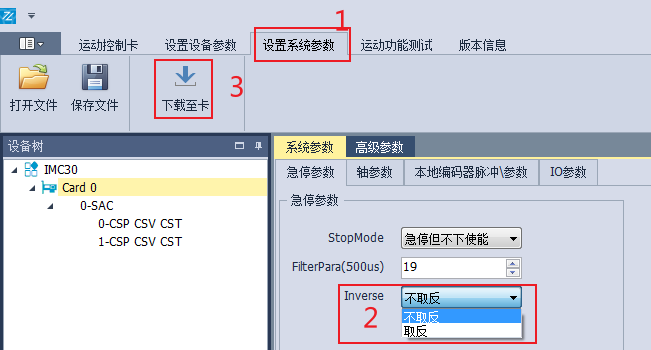 1
运动控制卡 设置设备参数 设置系统参数 运动功能测试 版本信息
打开文件 保存文件 下载至卡 3
设备树
系统参数 高级参数
IMC30
急停参数 轴参数 本地编码器脉冲\参数 IO参数
Card 0
急停参数
0-SAC
0-CSP CSV CST
StopMode 急停但不下使能
1-CSP CSV CST
FilterPara(500us) 19
Inverse 不取反
2 不取反
取反